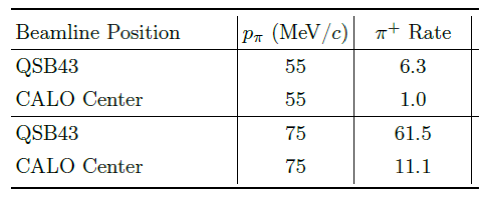 Beamline Position pπ (MeV/c) π+ Rate
QSB43 55 6.3
CALO Center 55 1.0
QSB43 75 61.5
CALO Center 75 11.1